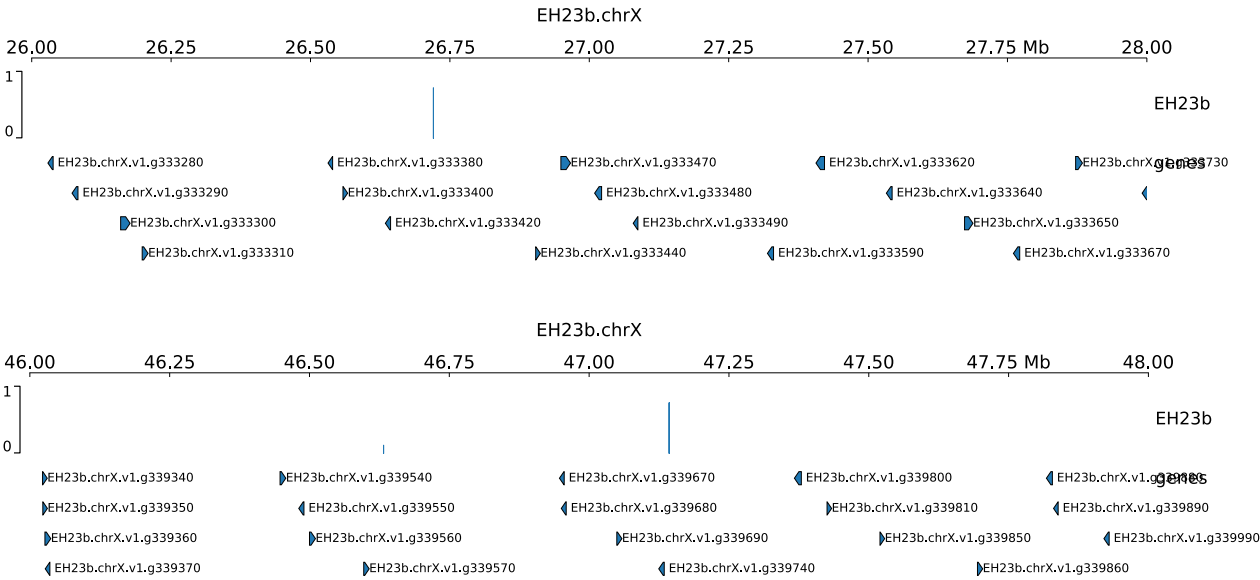 EH23b.chrX
26.00 26.25 26.50 26.75 27.00 27.25 27.50 27.75 Mb 28.00
1
EH23b
0
EH23b.chrX.v1.g333280 EH23b.chrX.v1.g333380 EH23b.chrX.v1.g333470 EH23b.chrX.v1.g333620 EH23b.chrX.v1.g333730
genes
EH23b.chrX.v1.g333290 EH23b.chrX.v1.g333400 EH23b.chrX.v1.g333480 EH23b.chrX.v1.g333640
EH23b.chrX.v1.g333300 EH23b.chrX.v1.g333420 EH23b.chrX.v1.g333490 EH23b.chrX.v1.g333650
EH23b.chrX.v1.g333310 EH23b.chrX.v1.g333440 EH23b.chrX.v1.g333590 EH23b.chrX.v1.g333670
EH23b.chrX
46.00 46.25 46.50 46.75 47.00 47.25 47.50 47.75 Mb 48.00
1
EH23b
0
EH23b.chrX.v1.g339340 EH23b.chrX.v1.g339540 EH23b.chrX.v1.g339670 EH23b.chrX.v1.g339800
genes
EH23b.chrX.v1.g339350 EH23b.chrX.v1.g339550 EH23b.chrX.v1.g339680 EH23b.chrX.v1.g339810 EH23b.chrX.v1.g339890
EH23b.chrX.v1.g339360 EH23b.chrX.v1.g339560 EH23b.chrX.v1.g339690 EH23b.chrX.v1.g339850 EH23b.chrX.v1.g339990
EH23b.chrX.v1.g339370 EH23b.chrX.v1.g339570 EH23b.chrX.v1.g339740 EH23b.chrX.v1.g339860